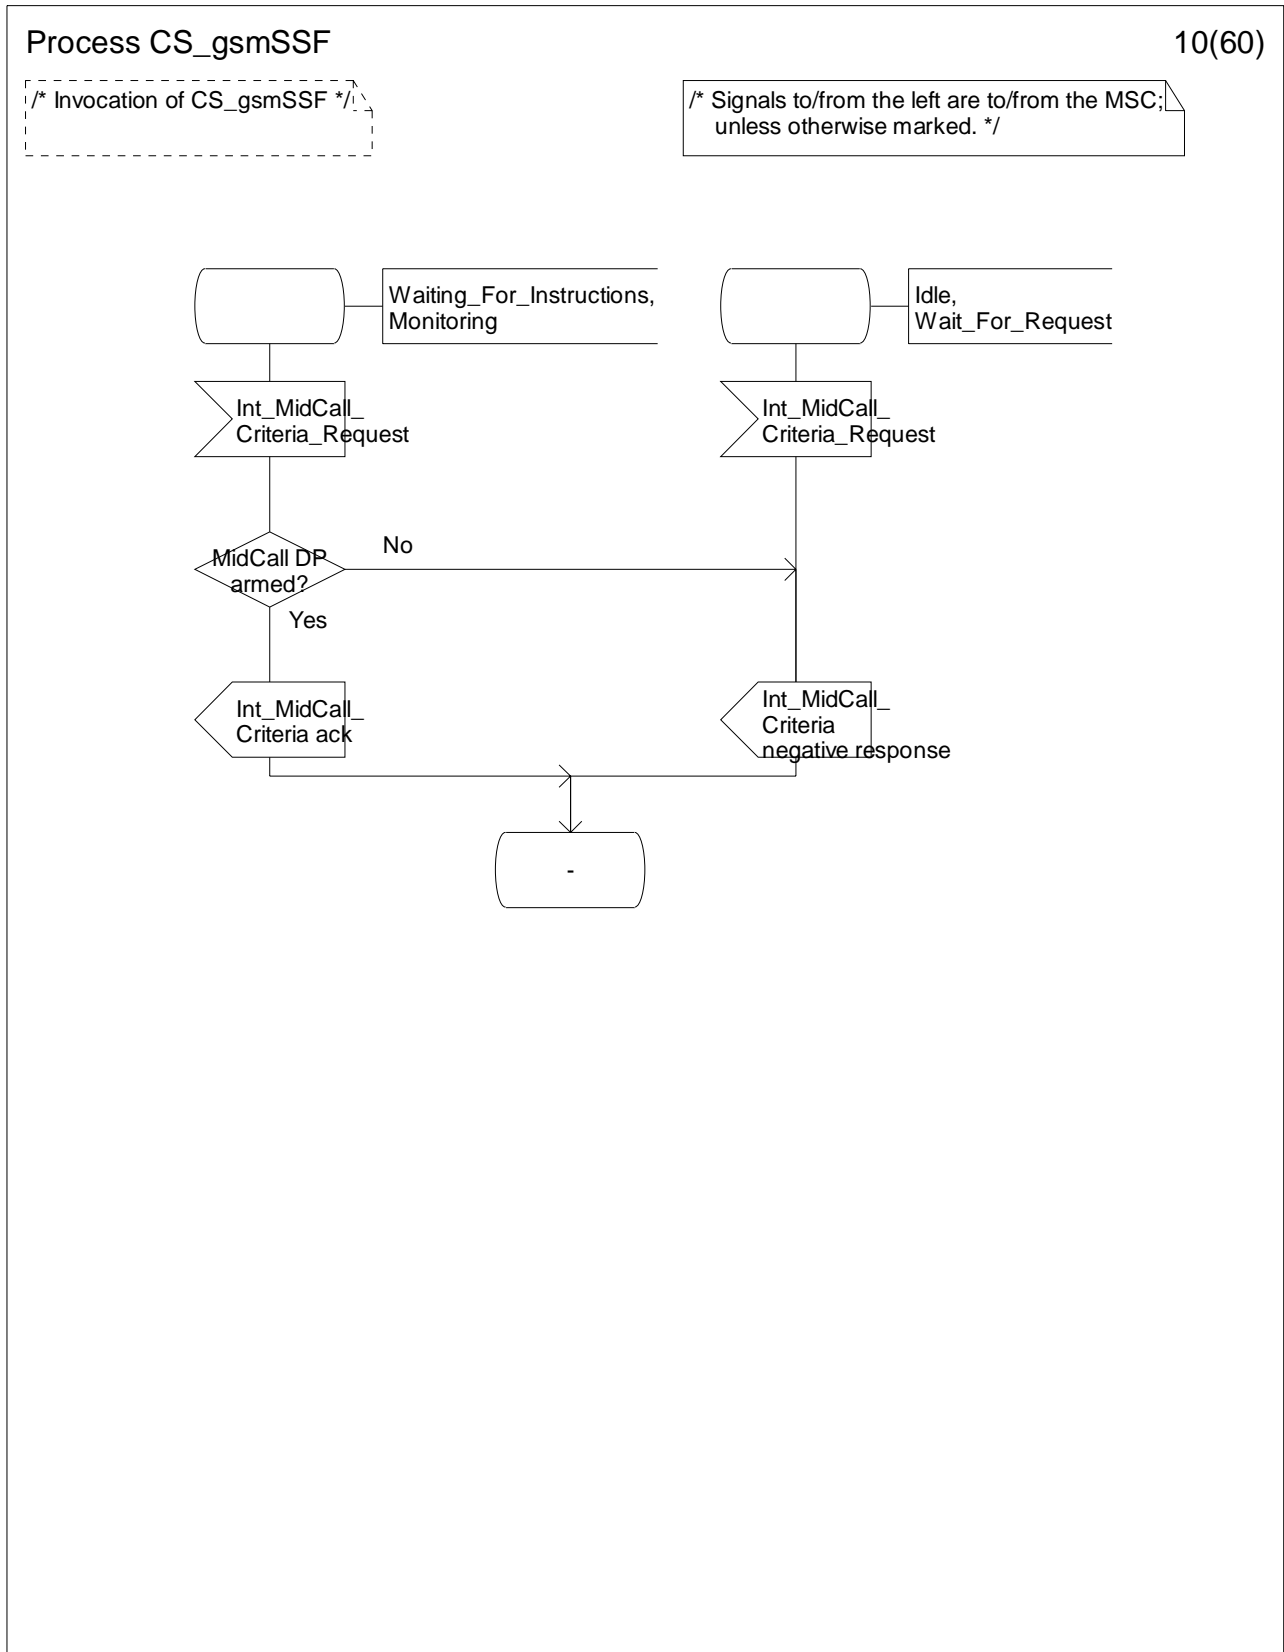 Process CS_gsmSSF
10(60)
/* Invocation of CS_gsmSSF */
/* Signals to/from the left are to/from the MSC;
unless otherwise marked. */
Waiting_For_Instructions,
Monitoring
Idle,
Wait_For_Request
Int_MidCall_
Criteria_Request
Int_MidCall_
Criteria_Request
MidCall DP
armed?
No
Yes
Int_MidCall_
Criteria ack
Int_MidCall_
Criteria
negative response
-